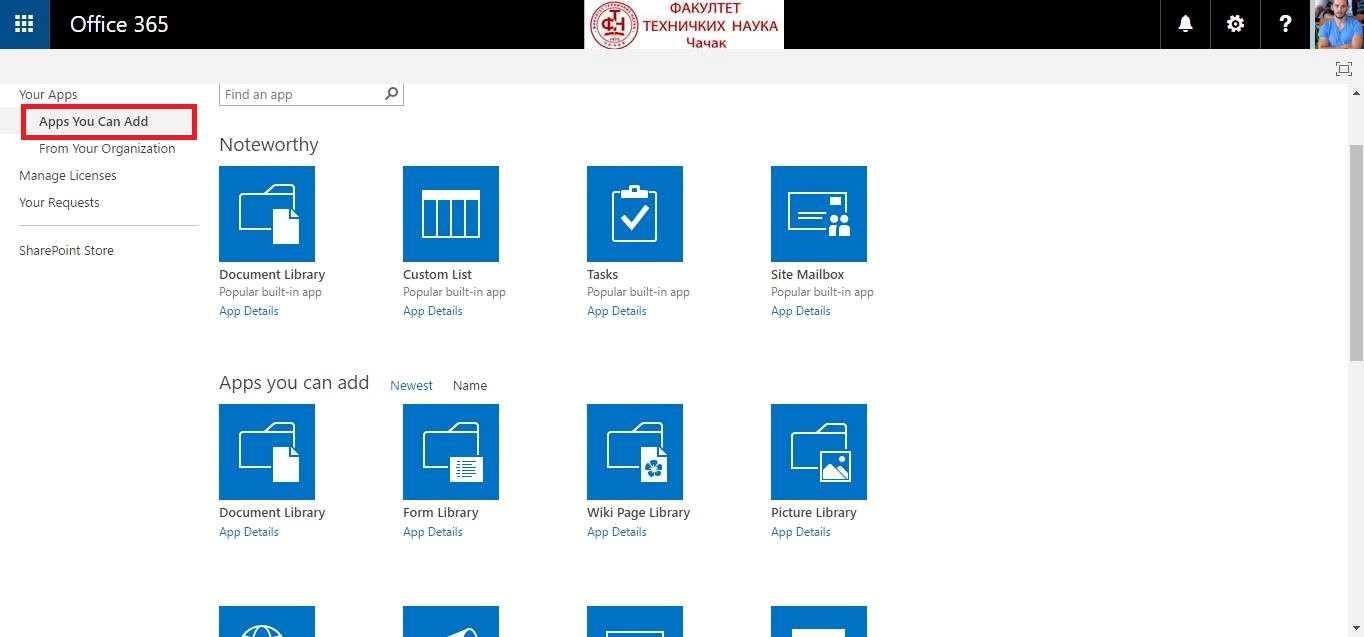 Office 365
ФАКУЛТЕТ
ТЕХНИЧКИХ НАУКА
Чачак
?
Your Apps
Find an app
Apps You Can Add
From Your Organization
Manage Licenses
Your Requests
SharePoint Store
Noteworthy
Document Library
Custom List
Tasks
Site Mailbox
Popular built-in app
Popular built-in app
Popular built-in app
Popular built-in app
App Details
App Details
App Details
App Details
Apps you can add
Newest
Name
Document Library
Form Library
Wiki Page Library
Picture Library
App Details
App Details
App Details
App Details